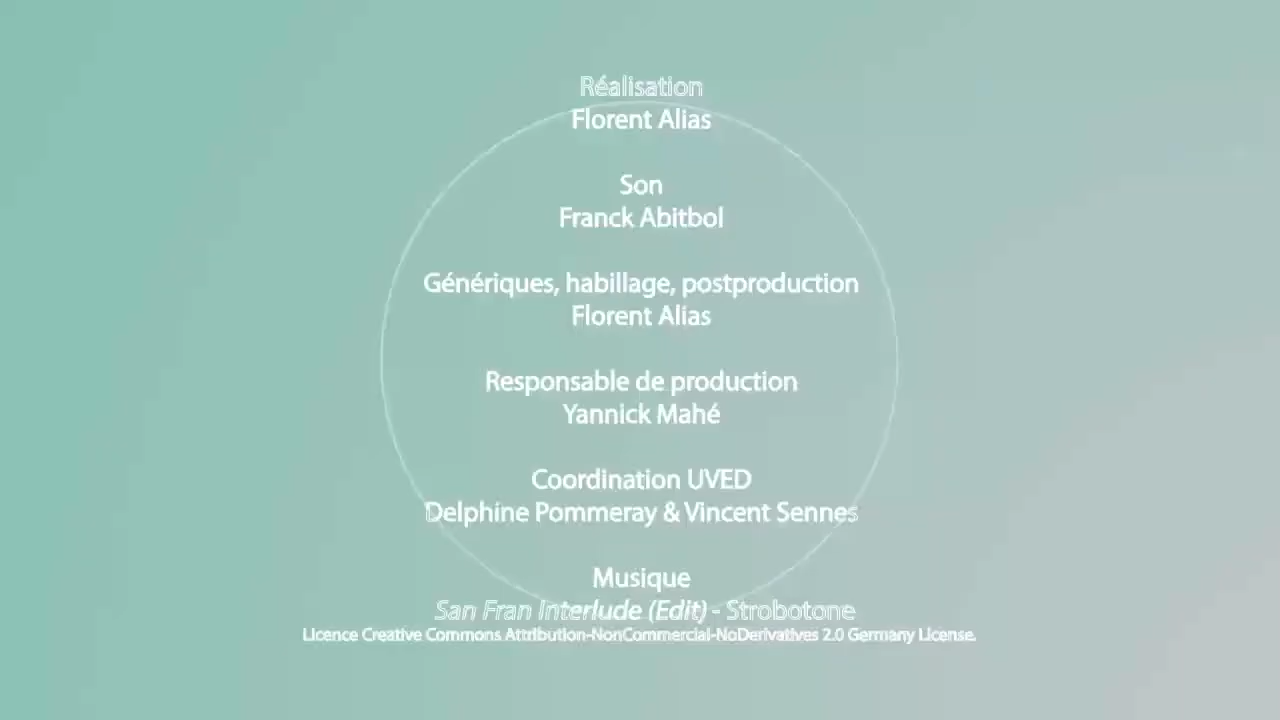 Réalisation
Florent Alias
Son
Franck Abitbol
Génériques, habillage, postproduction
Florent Alias
Responsable de production
Yannick Mahé
Coordination UVED
Delphine Pommeray & Vincent Sennes
Musique
San Fran Interlude (Edit) - Strobotone
Licence Creative Commons Attribution-NonCommercial-NoDerivatives 2.0 Germany License.